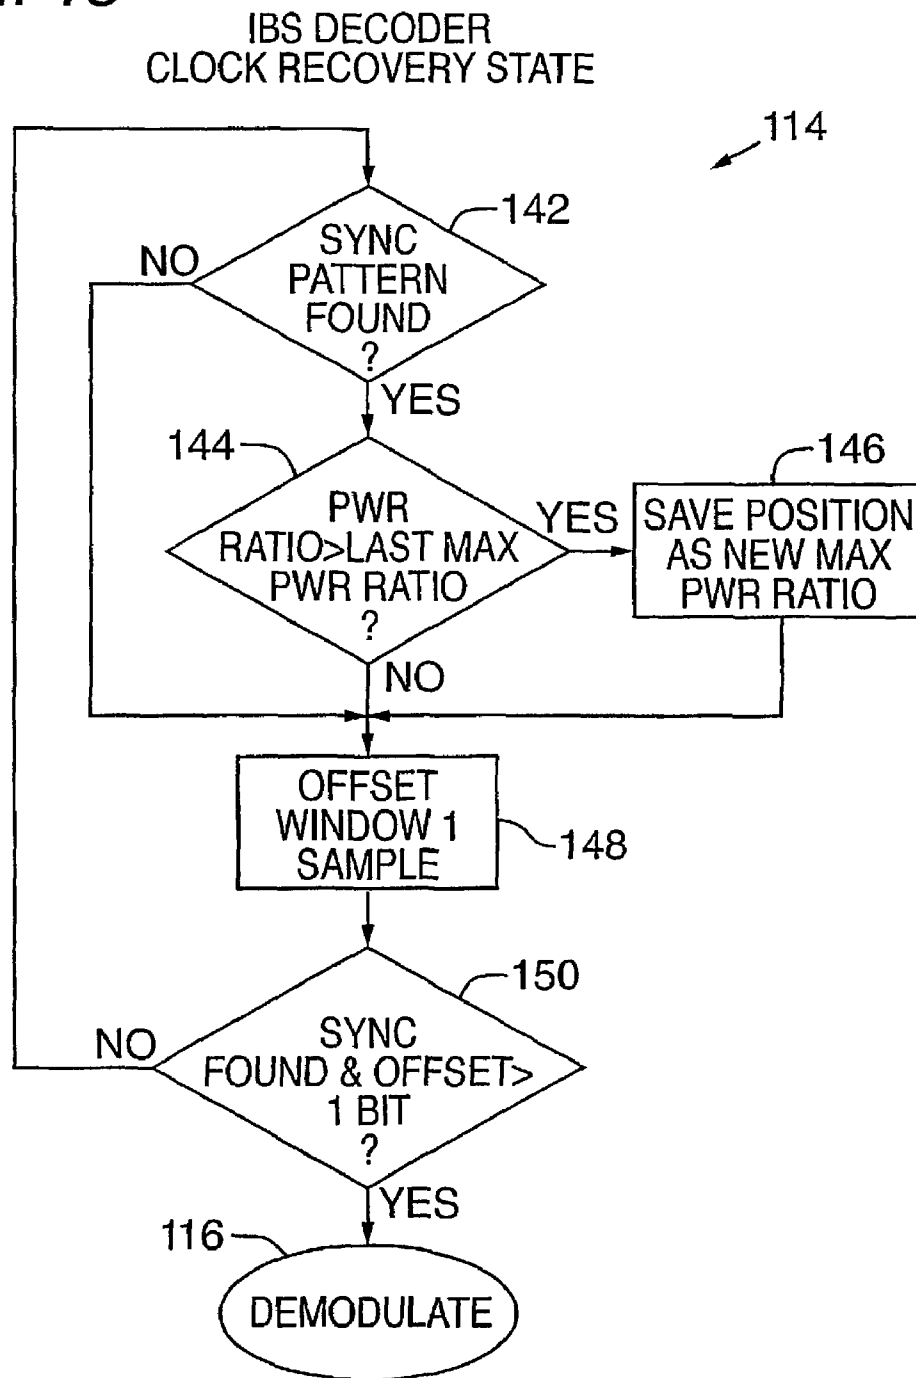 IBS DECODER
CLOCK RECOVERY STATE
114
142
SYNC
PATTERN
FOUND
?
NO
YES
144
PWR
RATIO>LAST MAX
PWR RATIO
?
YES
146
SAVE POSITION
AS NEW MAX
PWR RATIO
NO
OFFSET
WINDOW 1
SAMPLE
148
150
SYNC
FOUND & OFFSET>
1 BIT
?
NO
YES
116
DEMODULATE